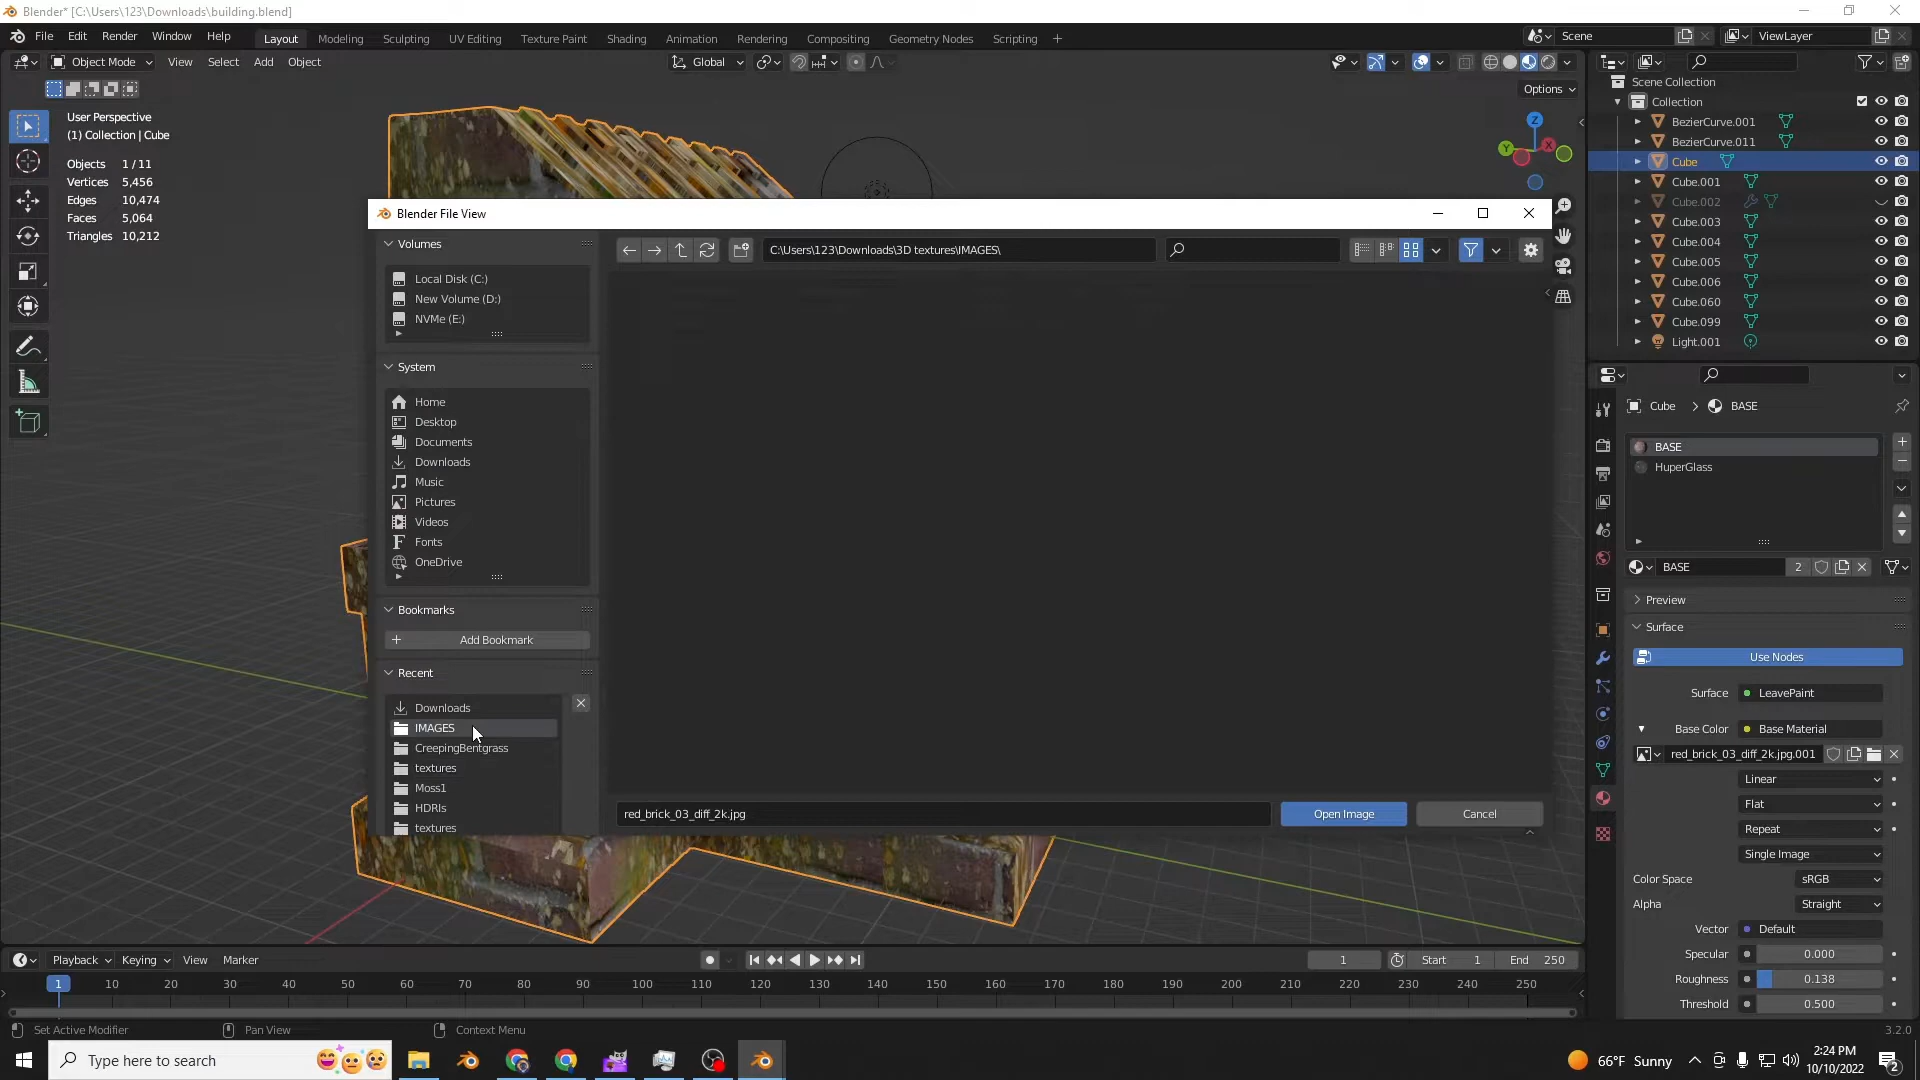 Blender* [C:\Users\123\Downloads\building.blend]
File Edit Render Window Help Layout Modeling Sculpting UV Editing Texture Paint Shading Animation Rendering Compositing Geometry Nodes Scripting + Scene ViewLayer
Object Mode View Select Add Object Global
Options
User Perspective
(1) Collection | Cube
Objects 1 / 11
Vertices 5,456
Edges 10,474
Faces 5,064
Triangles 10,212
Z
Y
X
Scene Collection
Collection
BezierCurve.001
BezierCurve.011
Cube
Cube.001
Cube.002
Cube.003
Cube.004
Cube.005
Cube.006
Cube.060
Cube.099
Light.001
Blender File View
Volumes
Local Disk (C:)
New Volume (D:)
NVMe (E:)
System
Home
Desktop
Documents
Downloads
Music
Pictures
Videos
Fonts
OneDrive
Bookmarks
Add Bookmark
Recent
Downloads
IMAGES
CreepingBentgrass
textures
Moss1
HDRIs
textures
C:\Users\123\Downloads\3D textures\IMAGES\
red_brick_03_diff_2k.jpg
Open Image
Cancel
Cube > BASE
BASE
HuperGlass
BASE 2
Preview
Surface
Use Nodes
Surface LeavePaint
Base Color Base Material
red_brick_03_diff_2k.jpg.001
Linear
Flat
Repeat
Single Image
Color Space sRGB
Alpha Straight
Vector Default
Specular 0.000
Roughness 0.138
Threshold 0.500
Playback Keying View Marker 1 Start 1 End 250
1 10 20 30 40 50 60 70 80 90 100 110 120 130 140 150 160 170 180 190 200 210 220 230 240 250
Set Active Modifier Pan View Context Menu 3.2.0
Type here to search
66°F Sunny
2:24 PM
10/10/2022
2